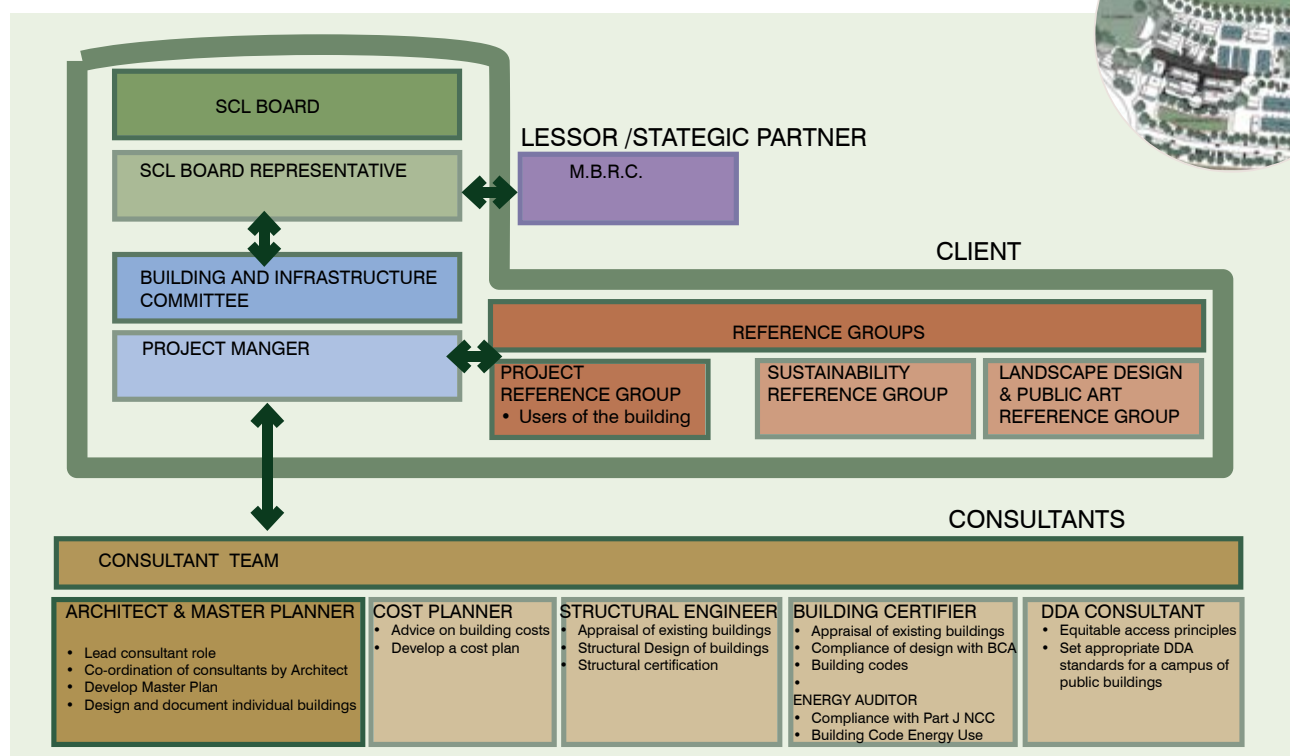 SCL BOARD
SCL BOARD REPRESENTATIVE
LESSOR /STATEGIC PARTNER
M.B.R.C.
CLIENT
BUILDING AND INFRASTRUCTURE
COMMITTEE
PROJECT MANGER
REFERENCE GROUPS
PROJECT
REFERENCE GROUP
• Users of the building
SUSTAINABILITY
REFERENCE GROUP
LANDSCAPE DESIGN
& PUBLIC ART
REFERENCE GROUP
CONSULTANTS
CONSULTANT TEAM
ARCHITECT & MASTER PLANNER
• Lead consultant role
• Co-ordination of consultants by Architect
• Develop Master Plan
• Design and document individual buildings
COST PLANNER
• Advice on building costs
• Develop a cost plan
STRUCTURAL ENGINEER
• Appraisal of existing buildings
• Structural Design of buildings
• Structural certification
BUILDING CERTIFIER
• Appraisal of existing buildings
• Compliance of design with BCA
• Building codes
•
ENERGY AUDITOR
• Compliance with Part J NCC
• Building Code Energy Use
DDA CONSULTANT
• Equitable access principles
• Set appropriate DDA
standards for a campus of
public buildings